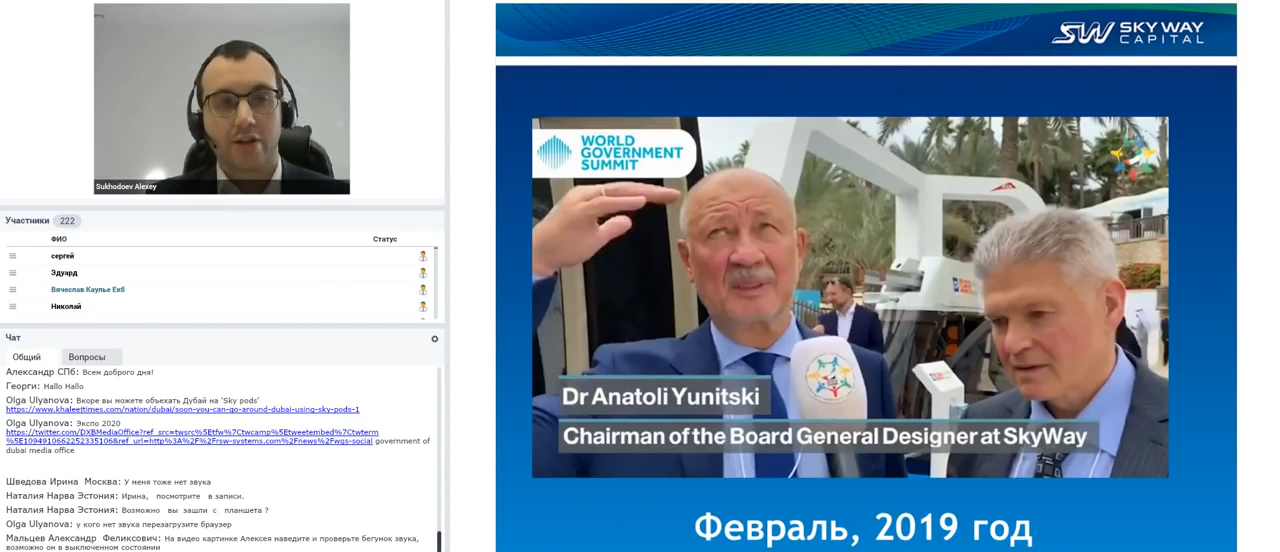 Sukhodoev Alexey
Участники 222
ФИО Статус
сергей
Эдуард
Вячеслав Каулье Екб
Николай
Чат
Общий Вопросы
Александр СПб: Всем доброго дня!
Георги: Hallo Hallo
Olga Ulyanova: Вкоре вы можете объехать Дубай на 'Sky pods'
https://www.khaleejtimes.com/nation/dubai/soon-you-can-go-around-dubai-using-sky-pods-1
Olga Ulyanova: Экспо 2020
https://twitter.com/DXBMediaOffice?ref_src=twsrc%5Etfw%7Ctwcamp%5Etweetembed%7Ctwterm
%5E1094910662252335106&ref_url=http%3A%2F%2Frsw-systems.com%2Fnews%2Fwgs-social government of
dubai media office
Шведова Ирина Москва: У меня тоже нет звука
Наталия Нарва Эстония: Ирина, посмотрите в записи.
Наталия Нарва Эстония: Возможно вы зашли с планшета ?
Olga Ulyanova: у кого нет звука перезагрузите браузер
Мальцев Александр Феликсович: На видео картинке Алексея наведите и проверьте бегунок звука,
возможно он в выключенном состоянии
SW SKY WAY
CAPITAL
WORLD
GOVERNMENT
SUMMIT
Dr Anatoli Yunitski
Chairman of the Board General Designer at SkyWay
Февраль, 2019 год